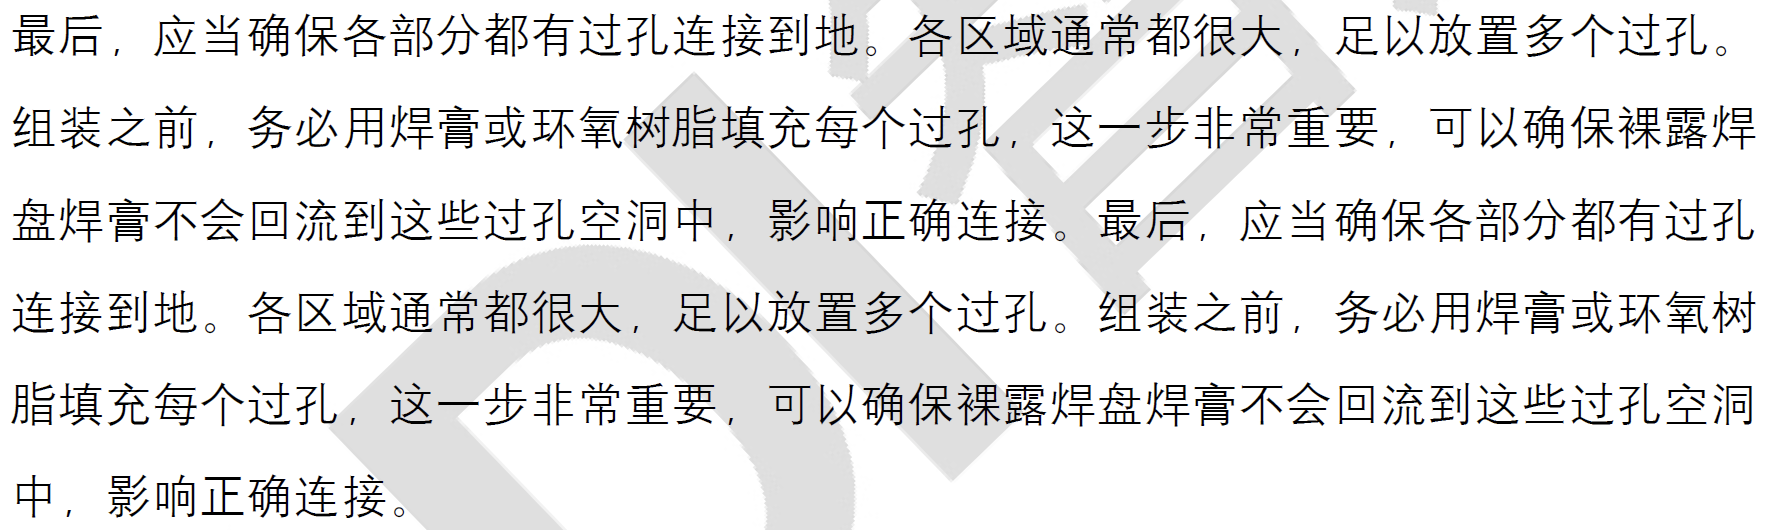 最后，应当确保各部分都有过孔连接到地。各区域通常都很大，足以放置多个过孔。
组装之前，务必用焊膏或环氧树脂填充每个过孔，这一步非常重要，可以确保裸露焊
盘焊膏不会回流到这些过孔空洞中，影响正确连接。最后，应当确保各部分都有过孔
连接到地。各区域通常都很大，足以放置多个过孔。组装之前，务必用焊膏或环氧树
脂填充每个过孔，这一步非常重要，可以确保裸露焊盘焊膏不会回流到这些过孔空洞
中，影响正确连接。